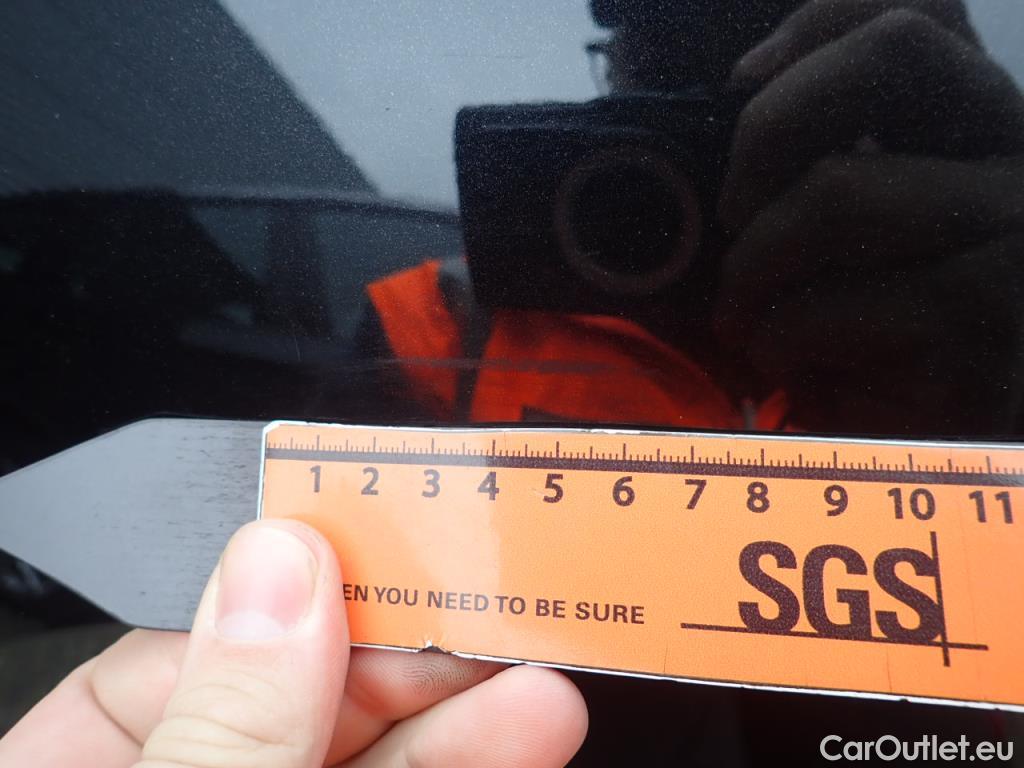 1 2 3 4 5 6 7 8 9 10 11
SGS
EN YOU NEED TO BE SURE
CarOutlet.eu